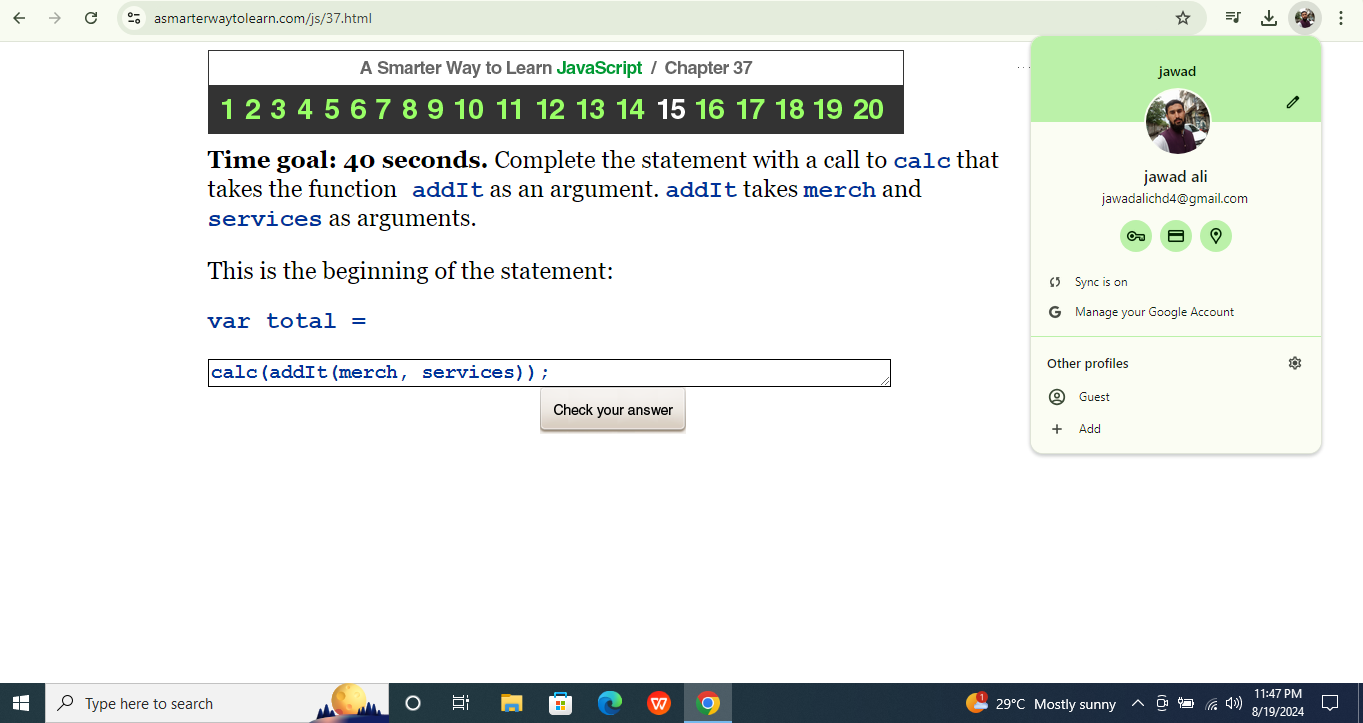 asmarterwaytolearn.com/js/37.html
A Smarter Way to Learn JavaScript / Chapter 37
1 2 3 4 5 6 7 8 9 10 11 12 13 14 15 16 17 18 19 20
Time goal: 40 seconds. Complete the statement with a call to calc that
takes the function addIt as an argument. addIt takes merch and
services as arguments.
This is the beginning of the statement:
var total =
calc(addIt(merch, services));
Check your answer
jawad
jawad ali
jawadalichd4@gmail.com
Sync is on
G Manage your Google Account
Other profiles
Guest
+ Add
Type here to search
W
1
29°C Mostly sunny
11:47 PM
8/19/2024